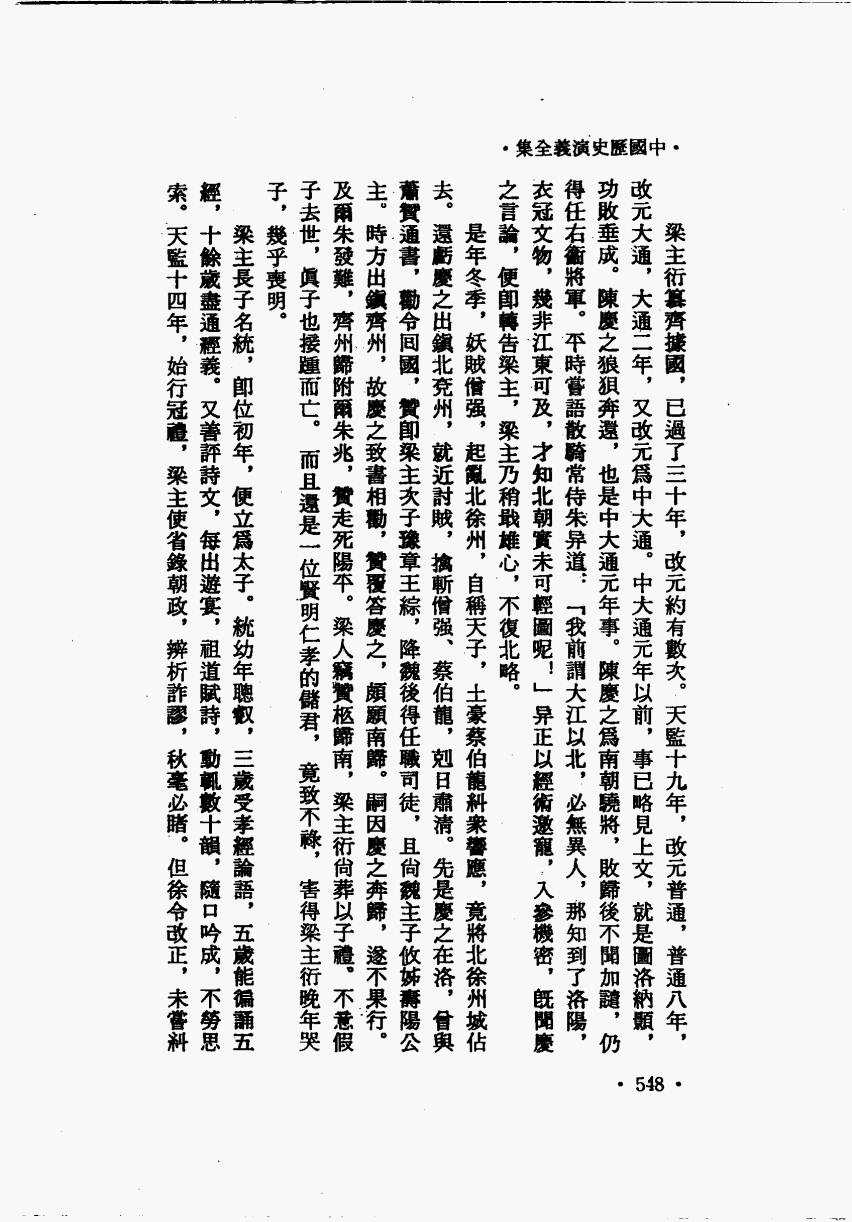 ·中國歷史演義全集·
梁主衍篡齊據國，已過了三十年，改元約有數次。天監十九年，改元普通，普通八年，
改元大通，大通二年，又改元爲中大通。中大通元年以前，事已略見上文，就是圖洛納顥，
功敗垂成。陳慶之狼狽奔還，也是中大通元年事。陳慶之爲南朝驍將，敗歸後不聞加譴，仍
得任右衞將軍。平時嘗語散騎常侍朱异道：「我前謂大江以北，必無異人，那知到了洛陽，
衣冠文物，幾非江東可及，才知北朝實未可輕圖呢！」异正以經術邀寵，入參機密，既聞慶
之言論，便卽轉告梁主，梁主乃稍戢雄心，不復北略。
是年冬季，妖賊僧强，起亂北徐州，自稱天子，土豪蔡伯龍糾衆響應，竟將北徐州城佔
去。還虧慶之出鎭北兗州，就近討賊，擒斬僧强、蔡伯龍，剋日肅清。先是慶之在洛，曾與
蕭贊通書，勸令回國，贊卽梁主次子豫章王綜，降魏後得任職司徒，且尙魏主子攸姊壽陽公
主。時方出鎭齊州，故慶之致書相勸，贊覆答慶之，頗願南歸。嗣因慶之奔歸，遂不果行。
及爾朱發難，齊州歸附爾朱兆，贊走死陽平。梁人竊贊柩歸南，梁主衍尙葬以子禮。不意假
子去世，眞子也接踵而亡。而且還是一位賢明仁孝的儲君，竟致不祿，害得梁主衍晚年哭
子，幾乎喪明。
梁主長子名統，卽位初年，便立爲太子。統幼年聰叡，三歲受孝經論語，五歲能徧誦五
經，十餘歲盡通經義。又善評詩文，每出遊宴，祖道賦詩，動輒數十韻，隨口吟成，不勞思
索。天監十四年，始行冠禮，梁主使省錄朝政，辨析詐謬，秋毫必睹。但徐令改正，未嘗糾
·548·